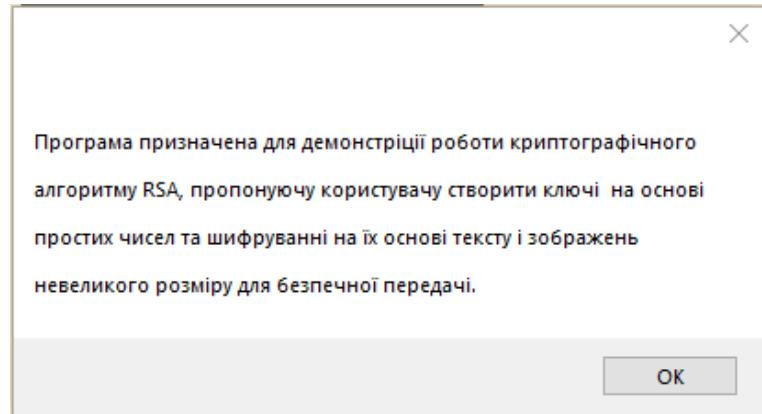 Програма призначена для демонстріції роботи криптографічного
алгоритму RSA, пропонуючу користувачу створити ключі  на основі
простих чисел та шифруванні на їх основі тексту і зображень
невеликого розміру для безпечної передачі.
OK